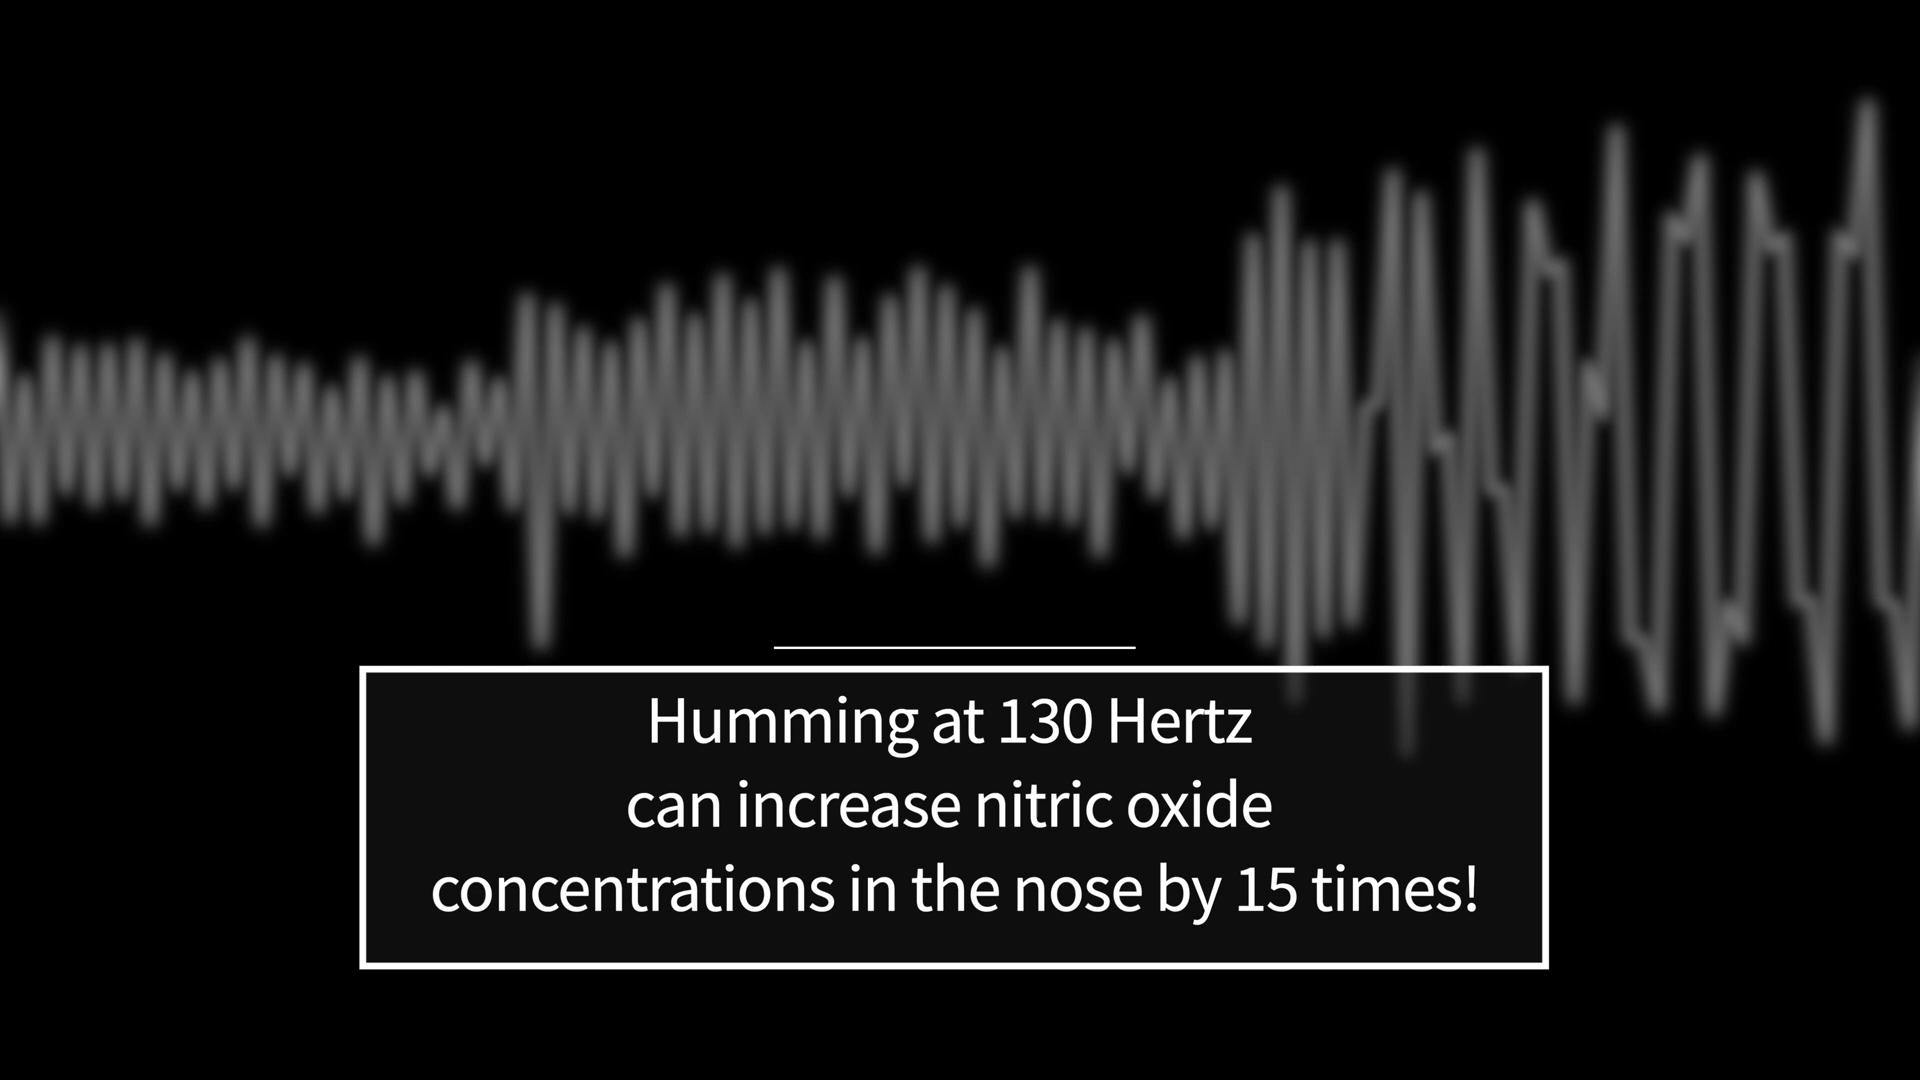 Humming at 130 Hertz
can increase nitric oxide
concentrations in the nose by 15 times!